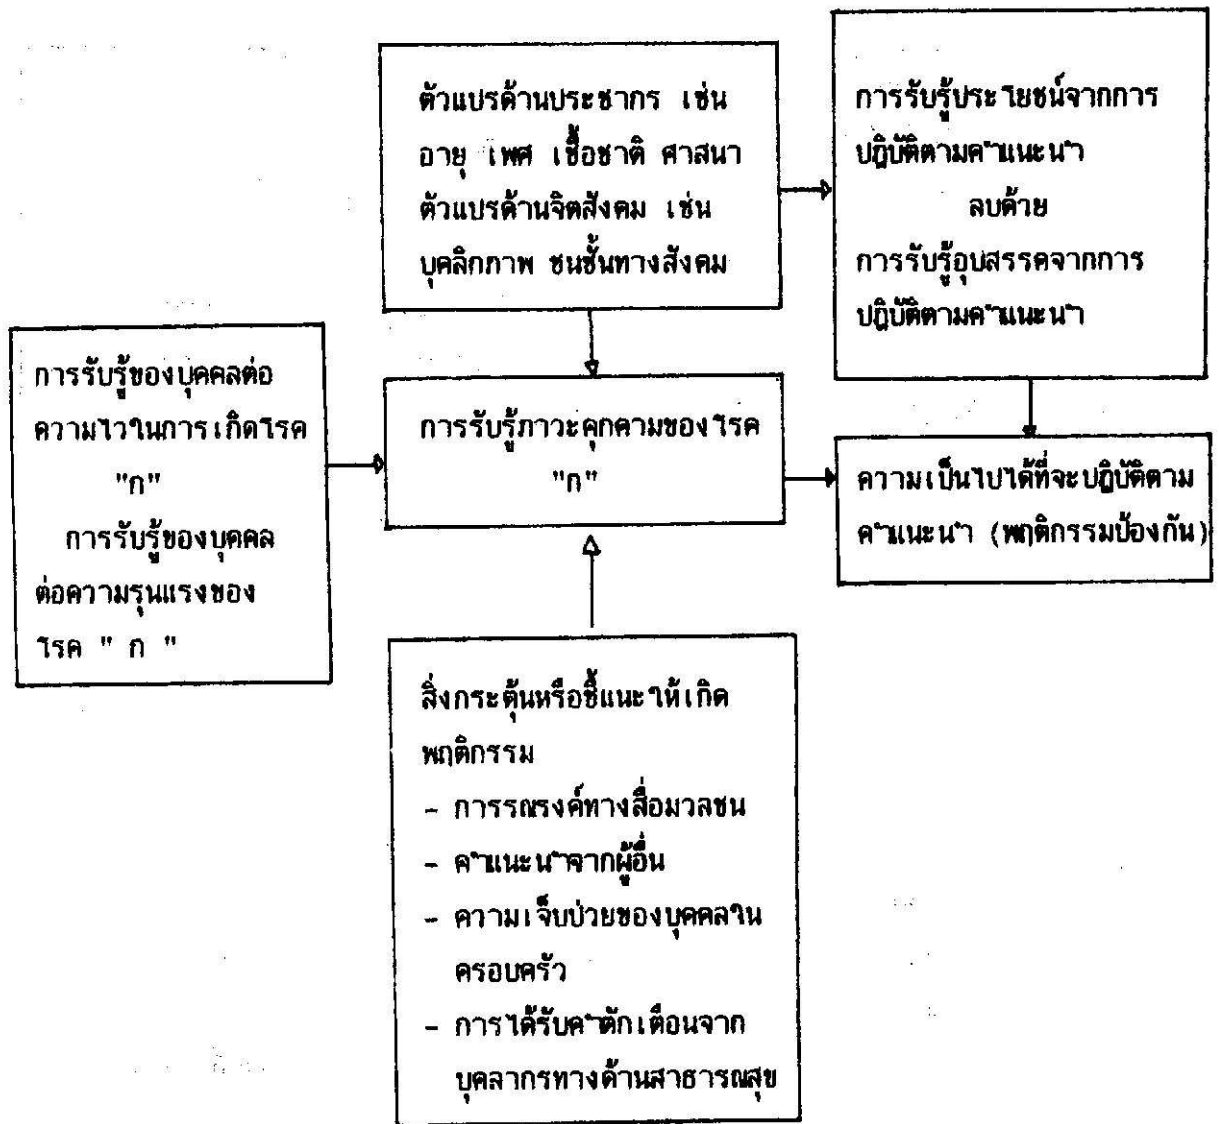 ตัวแปรด้านประชากร เช่น
อายุ เพศ เชื้อชาติ ศาสนา
ตัวแปรด้านจิตสังคม เช่น
บุคลิกภาพ ชนชั้นทางสังคม
การรับรู้ประโยชน์จากการ
ปฏิบัติตามคำแนะนำ
ลบด้วย
การรับรู้อุปสรรคจากการ
ปฏิบัติตามคำแนะนำ
การรับรู้ของบุคคลต่อ
ความไวในการเกิดโรค
"ก"
การรับรู้ของบุคคล
ต่อความรุนแรงของ
โรค " ก "
การรับรู้ภาวะคุกคามของโรค
"ก"
ความเป็นไปได้ที่จะปฏิบัติตาม
คำแนะนำ (พฤติกรรมป้องกัน)
สิ่งกระตุ้นหรือชี้แนะให้เกิด
พฤติกรรม
- การรณรงค์ทางสื่อมวลชน
- คำแนะนำจากผู้อื่น
- ความเจ็บป่วยของบุคคลใน
ครอบครัว
- การได้รับคำตักเตือนจาก
บุคลากรทางด้านสาธารณสุข